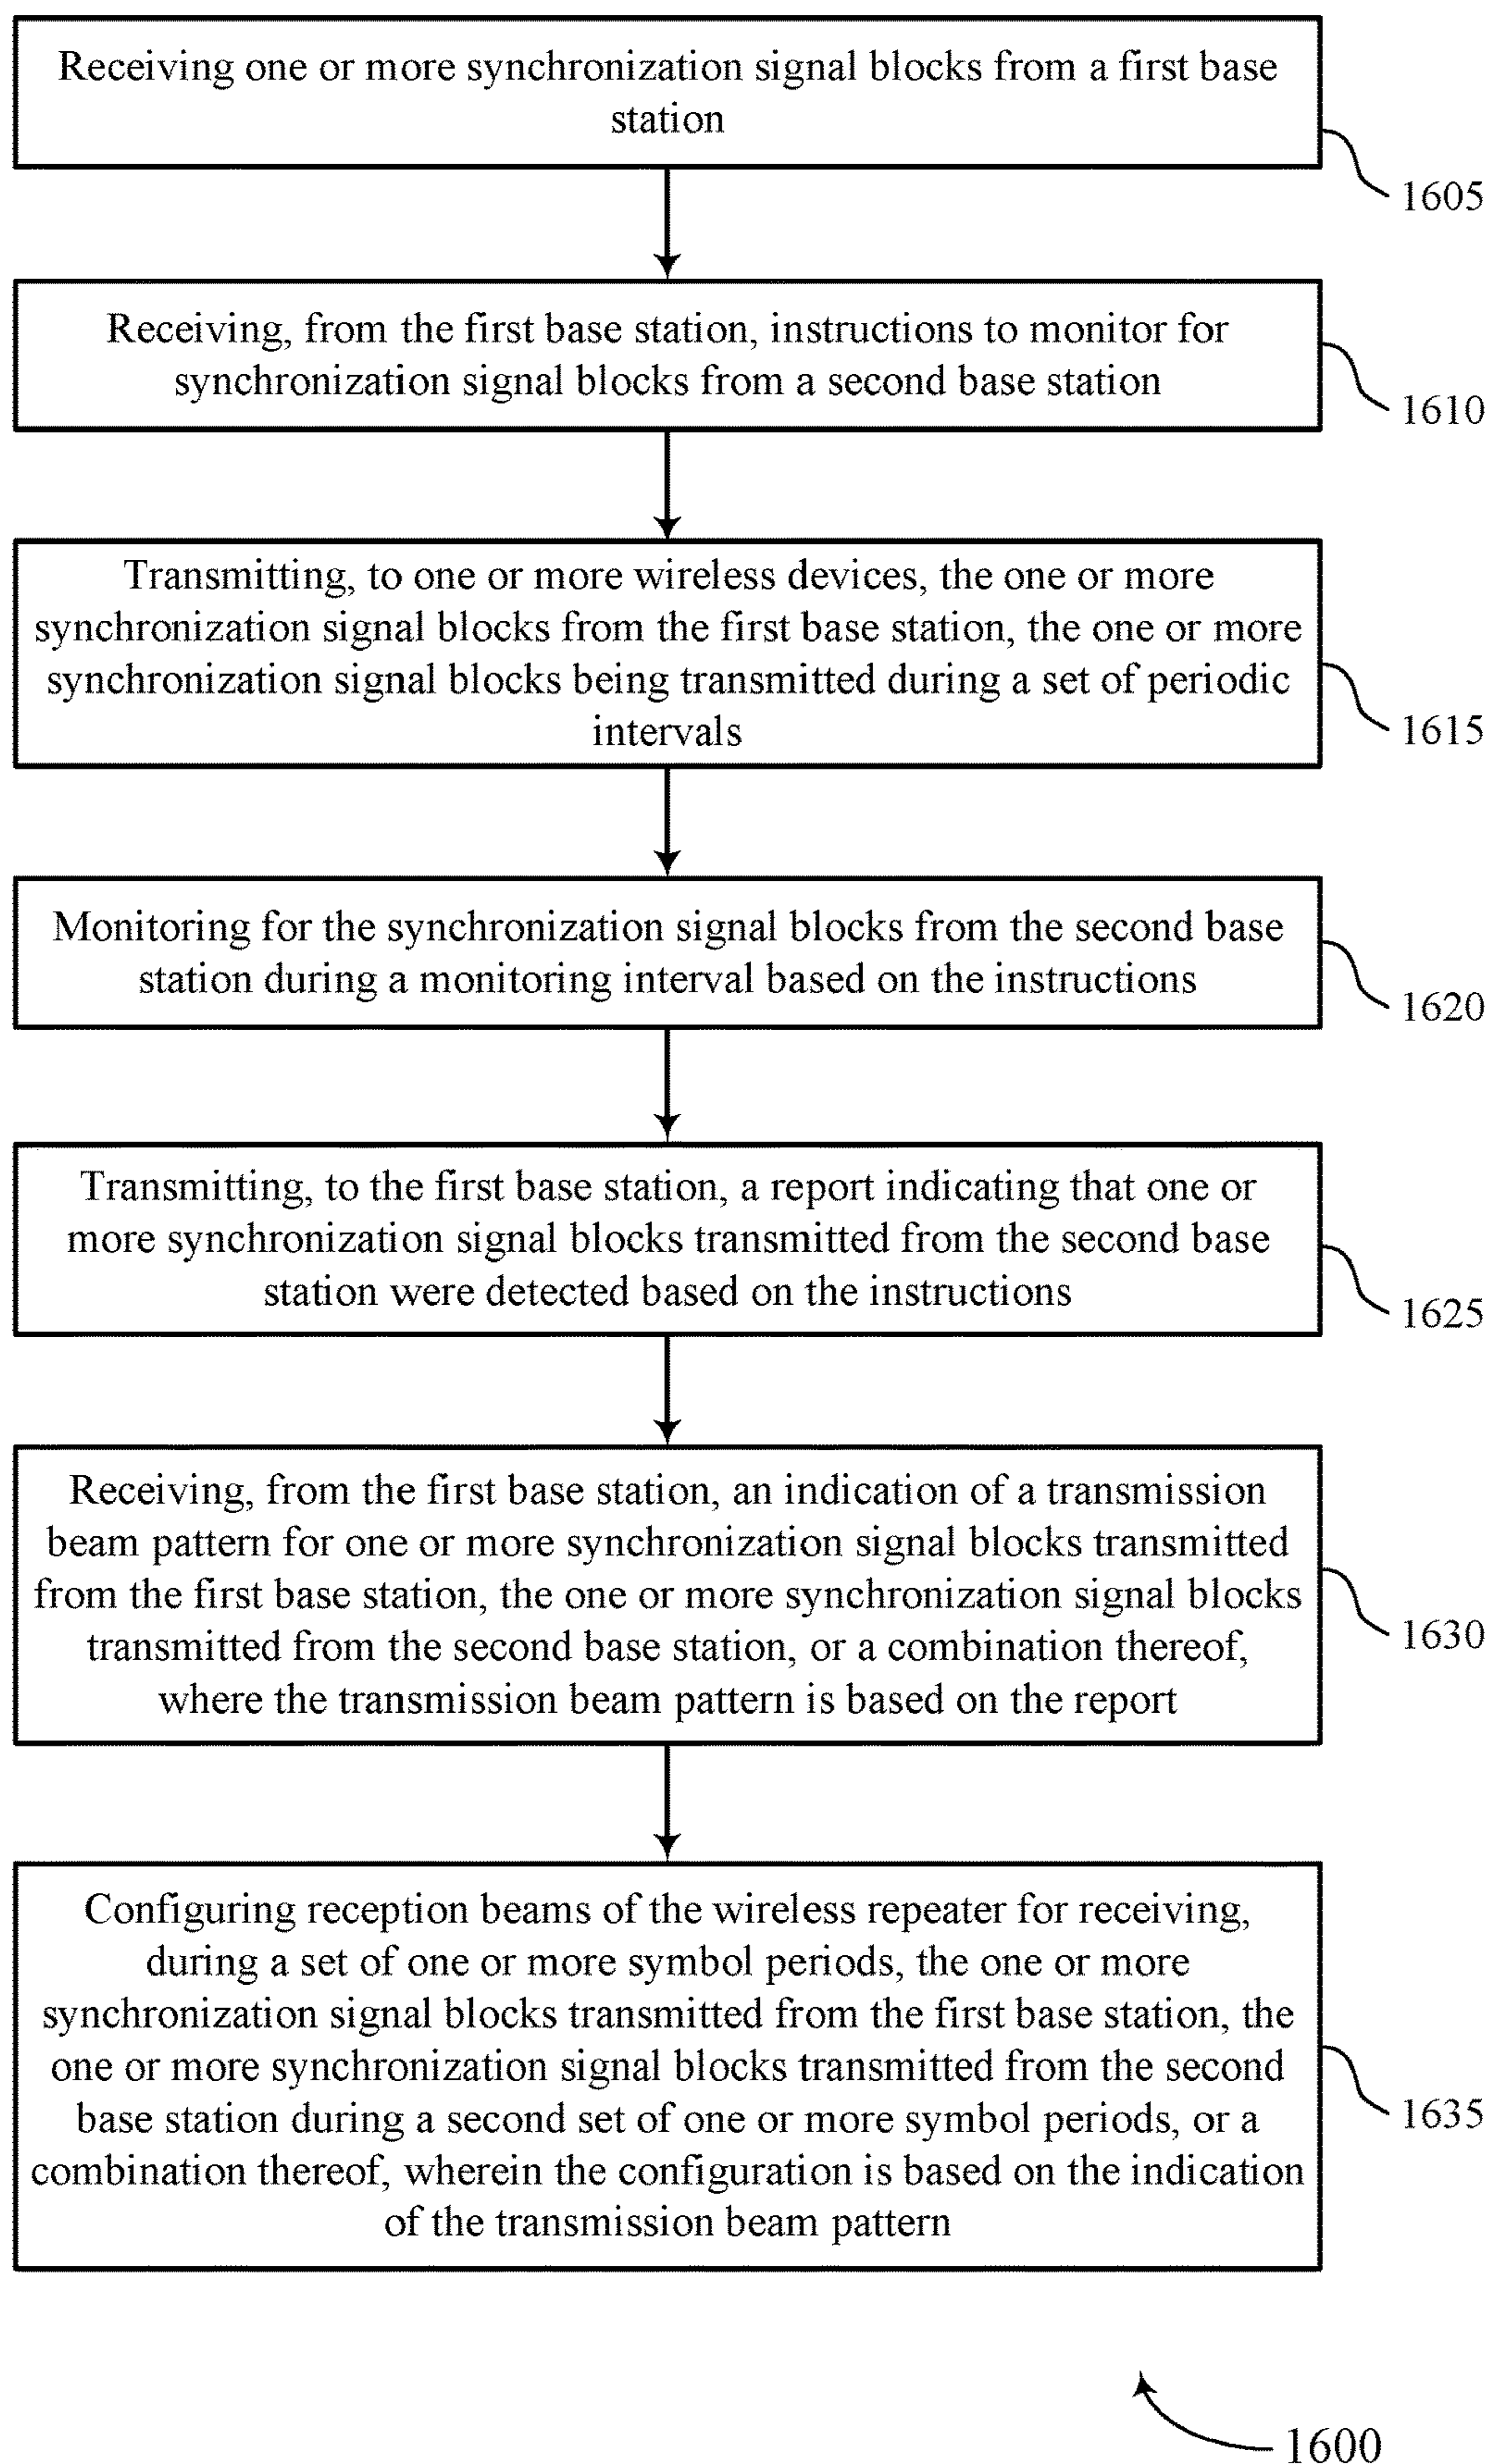 Receiving one or more synchronization signal blocks from a first base
station
1605
Receiving, from the first base station, instructions to monitor for
synchronization signal blocks from a second base station
1610
Transmitting, to one or more wireless devices, the one or more
synchronization signal blocks from the first base station, the one or more
synchronization signal blocks being transmitted during a set of periodic
intervals
1615
Monitoring for the synchronization signal blocks from the second base
station during a monitoring interval based on the instructions
1620
Transmitting, to the first base station, a report indicating that one or
more synchronization signal blocks transmitted from the second base
station were detected based on the instructions
1625
Receiving, from the first base station, an indication of a transmission
beam pattern for one or more synchronization signal blocks transmitted
from the first base station, the one or more synchronization signal blocks
transmitted from the second base station, or a combination thereof,
where the transmission beam pattern is based on the report
1630
Configuring reception beams of the wireless repeater for receiving,
during a set of one or more symbol periods, the one or more
synchronization signal blocks transmitted from the first base station, the
one or more synchronization signal blocks transmitted from the second
base station during a second set of one or more symbol periods, or a
combination thereof, wherein the configuration is based on the indication
of the transmission beam pattern
1635
1600